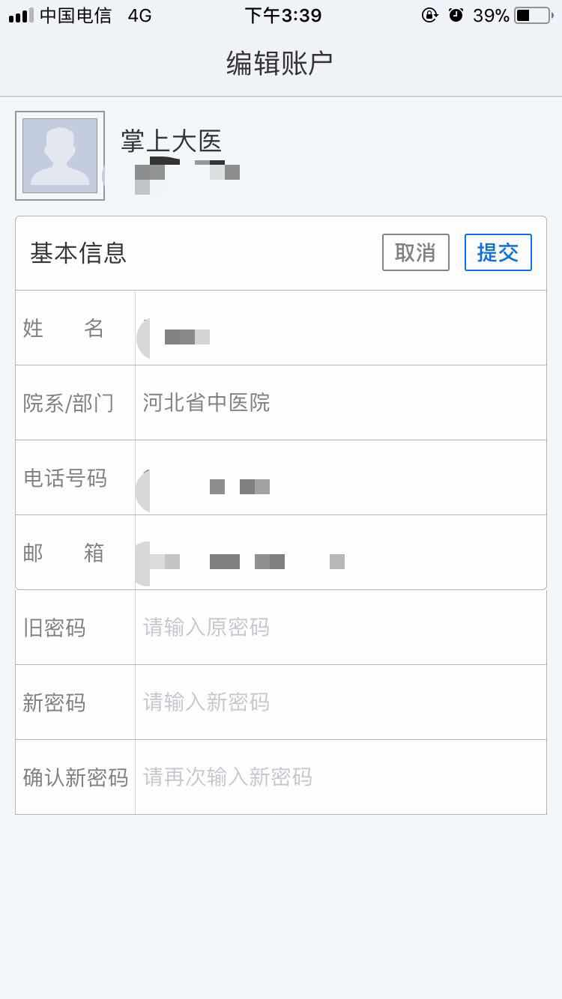 中国电信 4G 下午3:39 39%
编辑账户
掌上大医
基本信息 取消 提交
姓 名
院系/部门 河北省中医院
电话号码
邮 箱
旧密码 请输入原密码
新密码 请输入新密码
确认新密码 请再次输入新密码